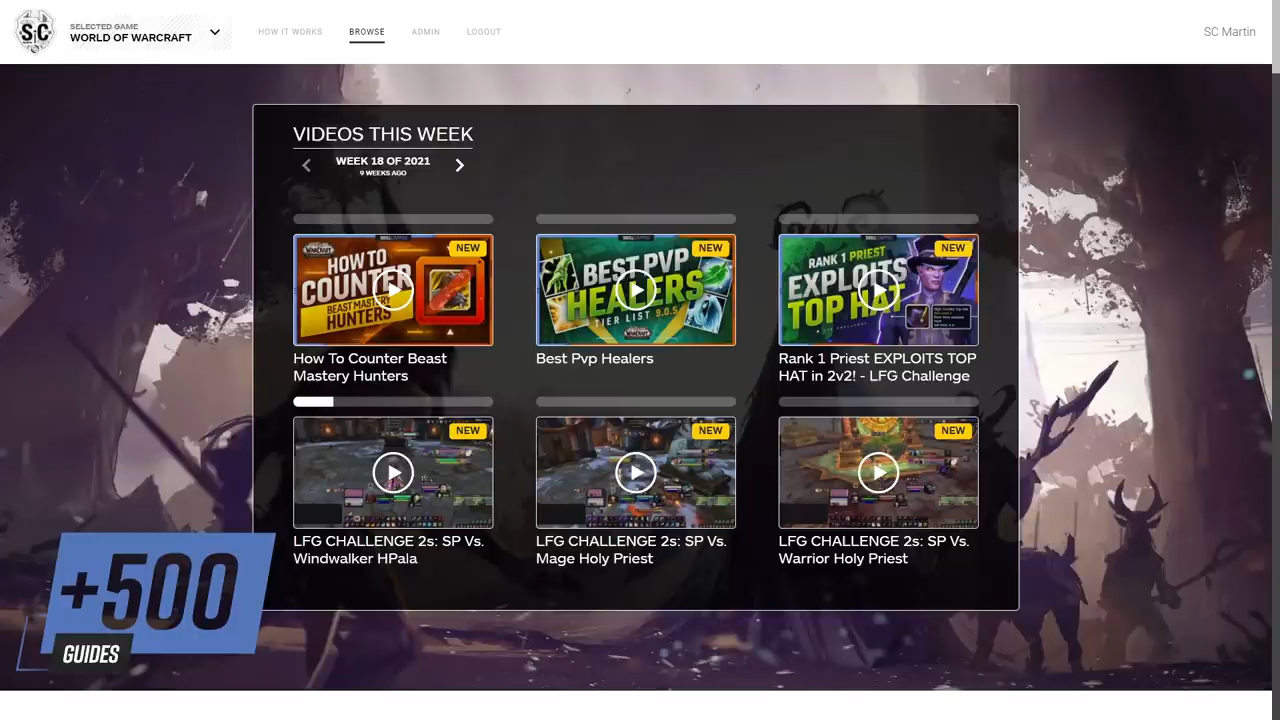 SC
SELECTED GAME
WORLD OF WARCRAFT
HOW IT WORKS
BROWSE
ADMIN
LOGOUT
SC Martin
VIDEOS THIS WEEK
WEEK 18 OF 2021
9 WEEKS AGO
NEW
HOW TO
COUNTER
BEAST MASTERY
HUNTERS
NEW
BEST PVP
HEALERS
TIER LIST 9.0.5
NEW
RANK 1 PRIEST
EXPLOITS
TOP HAT
How To Counter Beast
Mastery Hunters
Best Pvp Healers
Rank 1 Priest EXPLOITS TOP
HAT in 2v2! - LFG Challenge
NEW
NEW
NEW
LFG CHALLENGE 2s: SP Vs.
Windwalker HPala
LFG CHALLENGE 2s: SP Vs.
Mage Holy Priest
LFG CHALLENGE 2s: SP Vs.
Warrior Holy Priest
+500
GUIDES